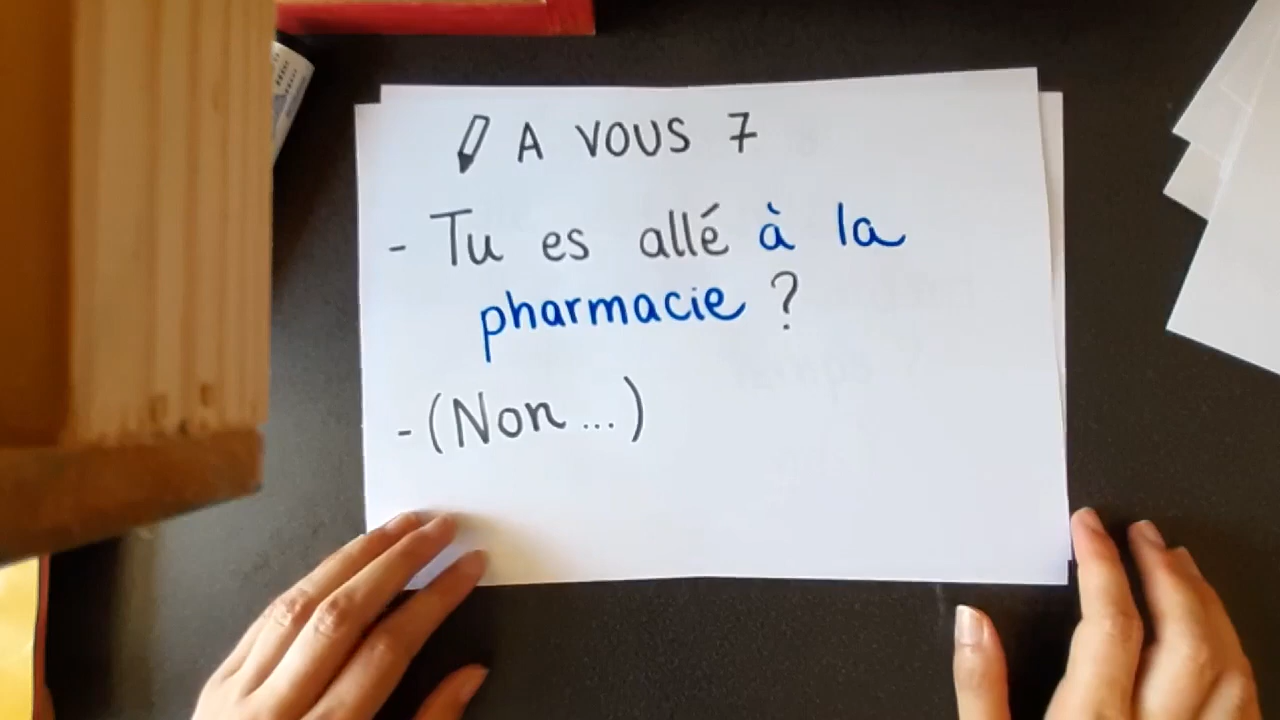 A VOUS 7
- Tu es allé à la
pharmacie ?
- (Non ...)